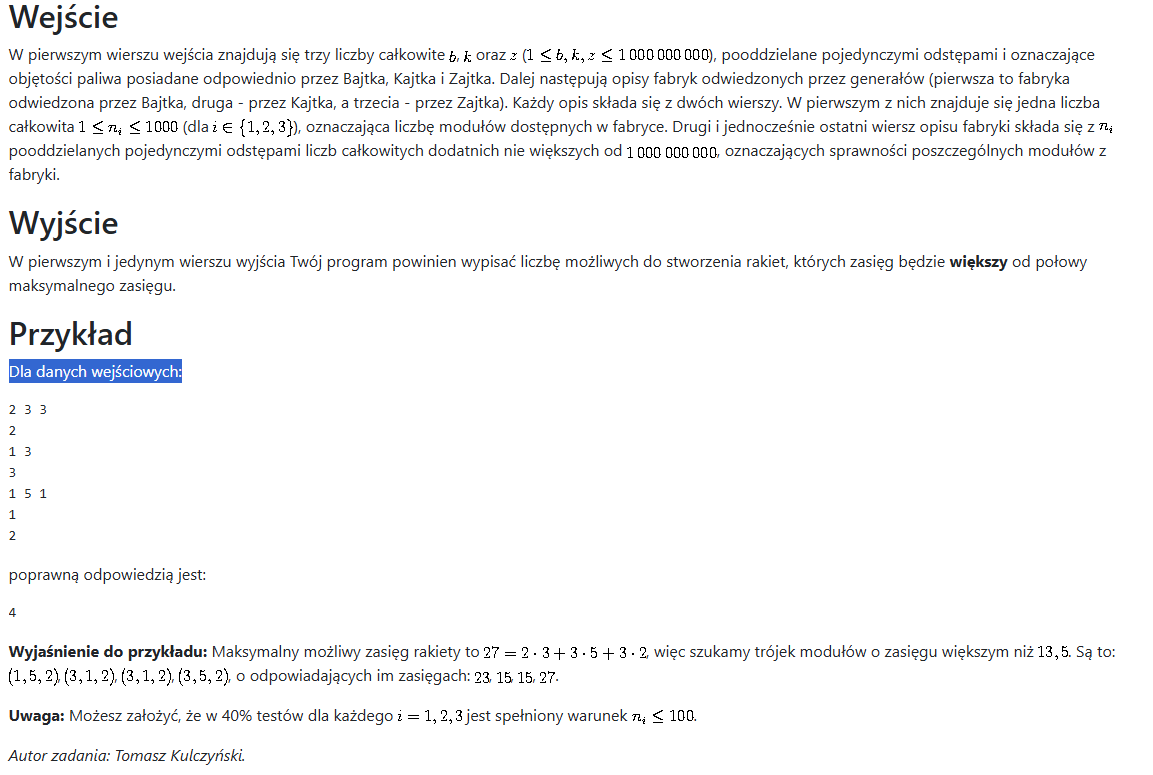 Wejście
W pierwszym wierszu wejścia znajdują się trzy liczby całkowite b, k oraz z (1 ≤ b, k, z ≤ 1 000 000 000), pooddzielane pojedynczymi odstępami i oznaczające
objętości paliwa posiadane odpowiednio przez Bajtka, Kajtka i Zajtka. Dalej następują opisy fabryk odwiedzonych przez generałów (pierwsza to fabryka
odwiedzona przez Bajtka, druga - przez Kajtka, a trzecia - przez Zajtka). Każdy opis składa się z dwóch wierszy. W pierwszym z nich znajduje się jedna liczba
całkowita 1 ≤ n_i ≤ 1000 (dla i ∈ {1, 2, 3}), oznaczająca liczbę modułów dostępnych w fabryce. Drugi i jednocześnie ostatni wiersz opisu fabryki składa się z n_i
pooddzielanych pojedynczymi odstępami liczb całkowitych dodatnich nie większych od 1 000 000 000, oznaczających sprawności poszczególnych modułów z
fabryki.
Wyjście
W pierwszym i jedynym wierszu wyjścia Twój program powinien wypisać liczbę możliwych do stworzenia rakiet, których zasięg będzie większy od połowy
maksymalnego zasięgu.
Przykład
Dla danych wejściowych:
2 3 3
2
1 3
3
1 5 1
1
2
poprawną odpowiedzią jest:
4
Wyjaśnienie do przykładu: Maksymalny możliwy zasięg rakiety to 27 = 2 · 3 + 3 · 5 + 3 · 2, więc szukamy trójek modułów o zasięgu większym niż 13,5. Są to:
(1, 5, 2), (3, 1, 2), (3, 1, 2), (3, 5, 2), o odpowiadających im zasięgach: 23, 15, 15, 27.
Uwaga: Możesz założyć, że w 40% testów dla każdego i = 1, 2, 3 jest spełniony warunek n_i ≤ 100.
Autor zadania: Tomasz Kulczyński.